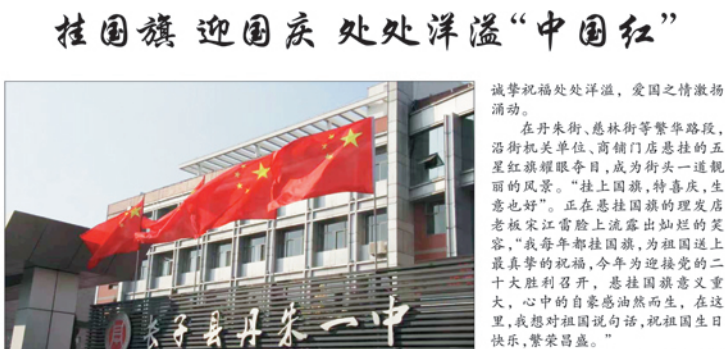 挂国旗 迎国庆 处处洋溢“中国红”
诚挚祝福处处洋溢，爱国之情激扬
涌动。
在丹朱街、慈林街等繁华路段，
沿街机关单位、商铺门店悬挂的五
星红旗耀眼夺目，成为街头一道靓
丽的风景。“挂上国旗，特喜庆，生
意也好”。正在悬挂国旗的理发店
老板宋江雷脸上流露出灿烂的笑
容，“我每年都挂国旗，为祖国送上
最真挚的祝福，今年为迎接党的二
十大胜利召开，悬挂国旗意义重
大，心中的自豪感油然而生，在这
里，我想对祖国说句话，祝祖国生日
快乐，繁荣昌盛。”
长子县丹朱一中